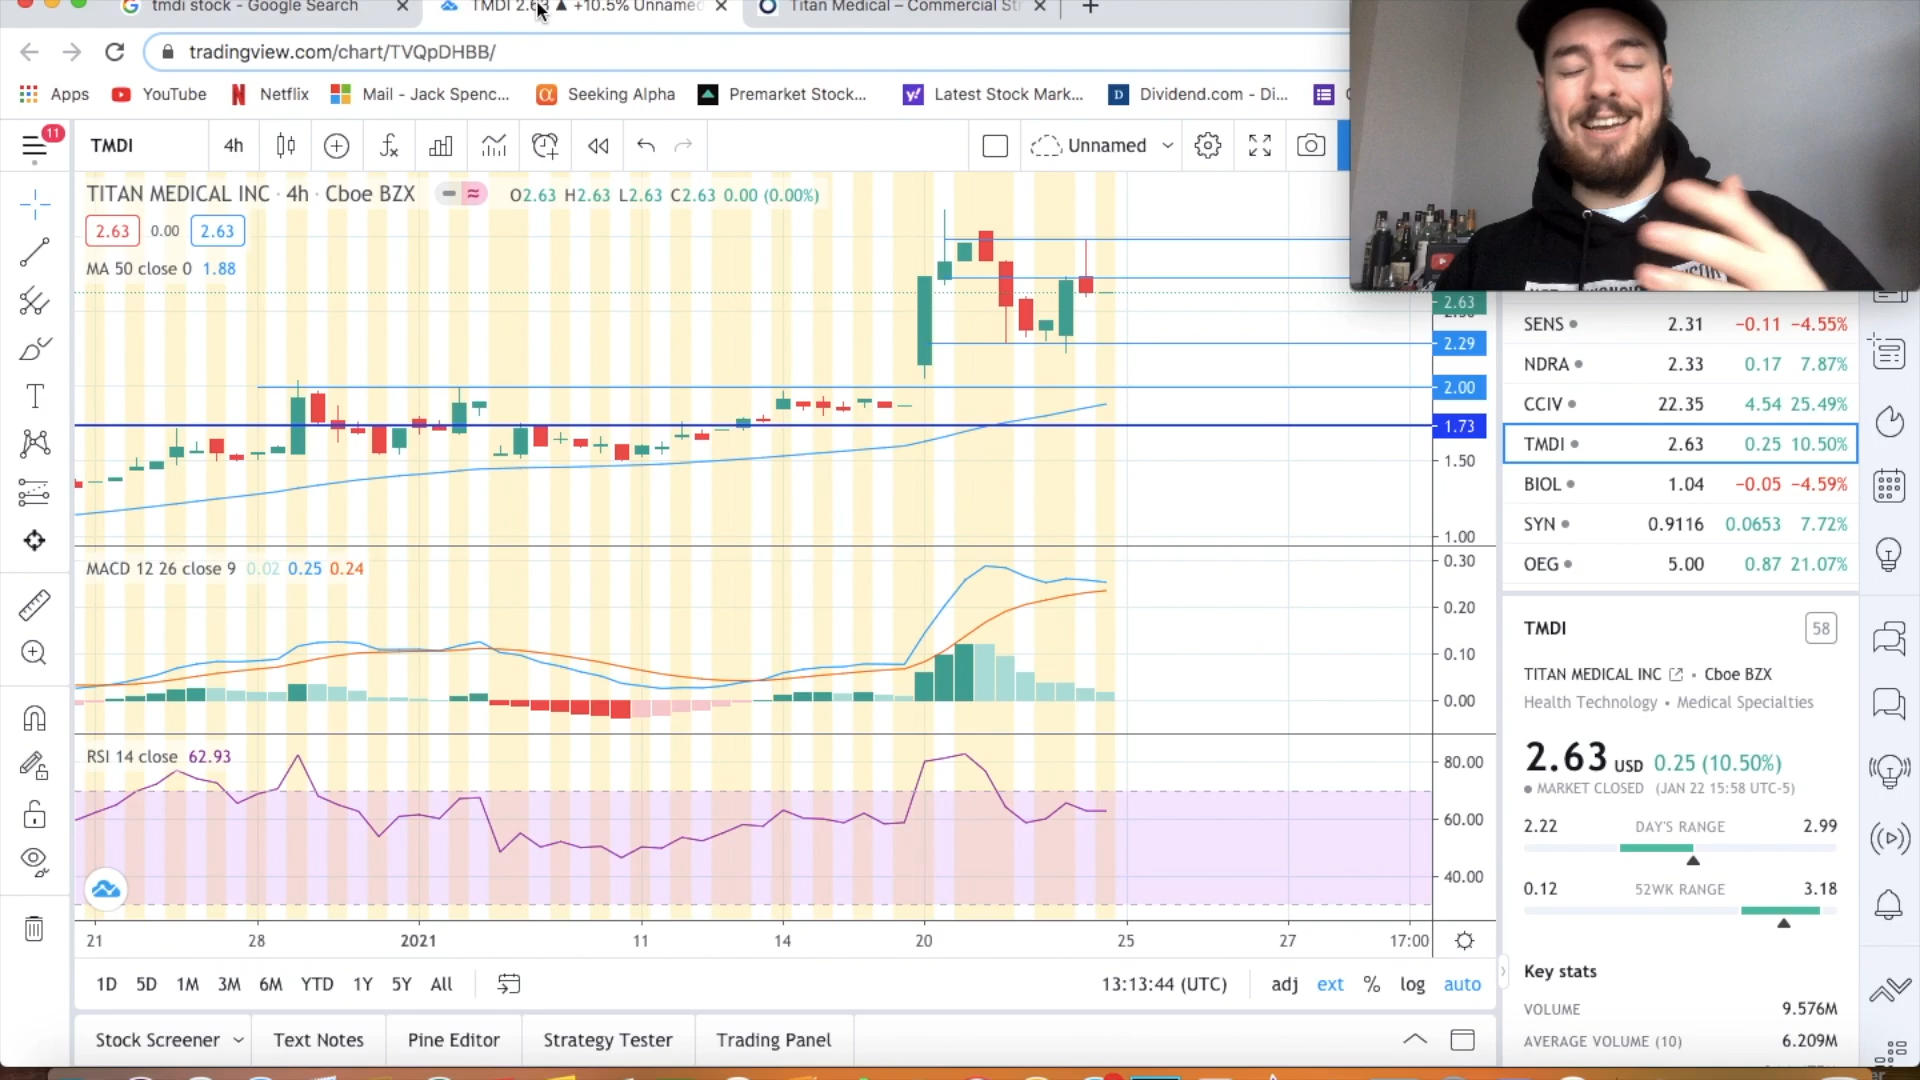 tmdi stock - Google Search
TMDI 2.63 ▲ +10.5% Unnamed
Titan Medical – Commercial St
tradingview.com/chart/TVQpDHBB/
Apps
YouTube
Netflix
Mail - Jack Spenc...
Seeking Alpha
Premarket Stock...
Latest Stock Mark...
Dividend.com - Di...
11
TMDI
4h
Unnamed
TITAN MEDICAL INC · 4h · Cboe BZX
O2.63 H2.63 L2.63 C2.63 0.00 (0.00%)
2.63
0.00
2.63
MA 50 close 0 1.88
2.63
2.29
2.00
1.73
1.50
1.00
MACD 12 26 close 9 0.02 0.25 0.24
0.30
0.20
0.10
0.00
RSI 14 close 62.93
80.00
60.00
40.00
21
28
2021
11
14
20
25
27
17:00
1D 5D 1M 3M 6M YTD 1Y 5Y All
13:13:44 (UTC)
adj ext % log auto
Stock Screener
Text Notes
Pine Editor
Strategy Tester
Trading Panel
SENS 2.31 −0.11 −4.55%
NDRA 2.33 0.17 7.87%
CCIV 22.35 4.54 25.49%
TMDI 2.63 0.25 10.50%
BIOL 1.04 −0.05 −4.59%
SYN 0.9116 0.0653 7.72%
OEG 5.00 0.87 21.07%
TMDI
58
TITAN MEDICAL INC • Cboe BZX
Health Technology • Medical Specialties
2.63 USD 0.25 (10.50%)
MARKET CLOSED (JAN 22 15:58 UTC-5)
2.22 DAY'S RANGE 2.99
0.12 52WK RANGE 3.18
Key stats
VOLUME 9.576M
AVERAGE VOLUME (10) 6.209M